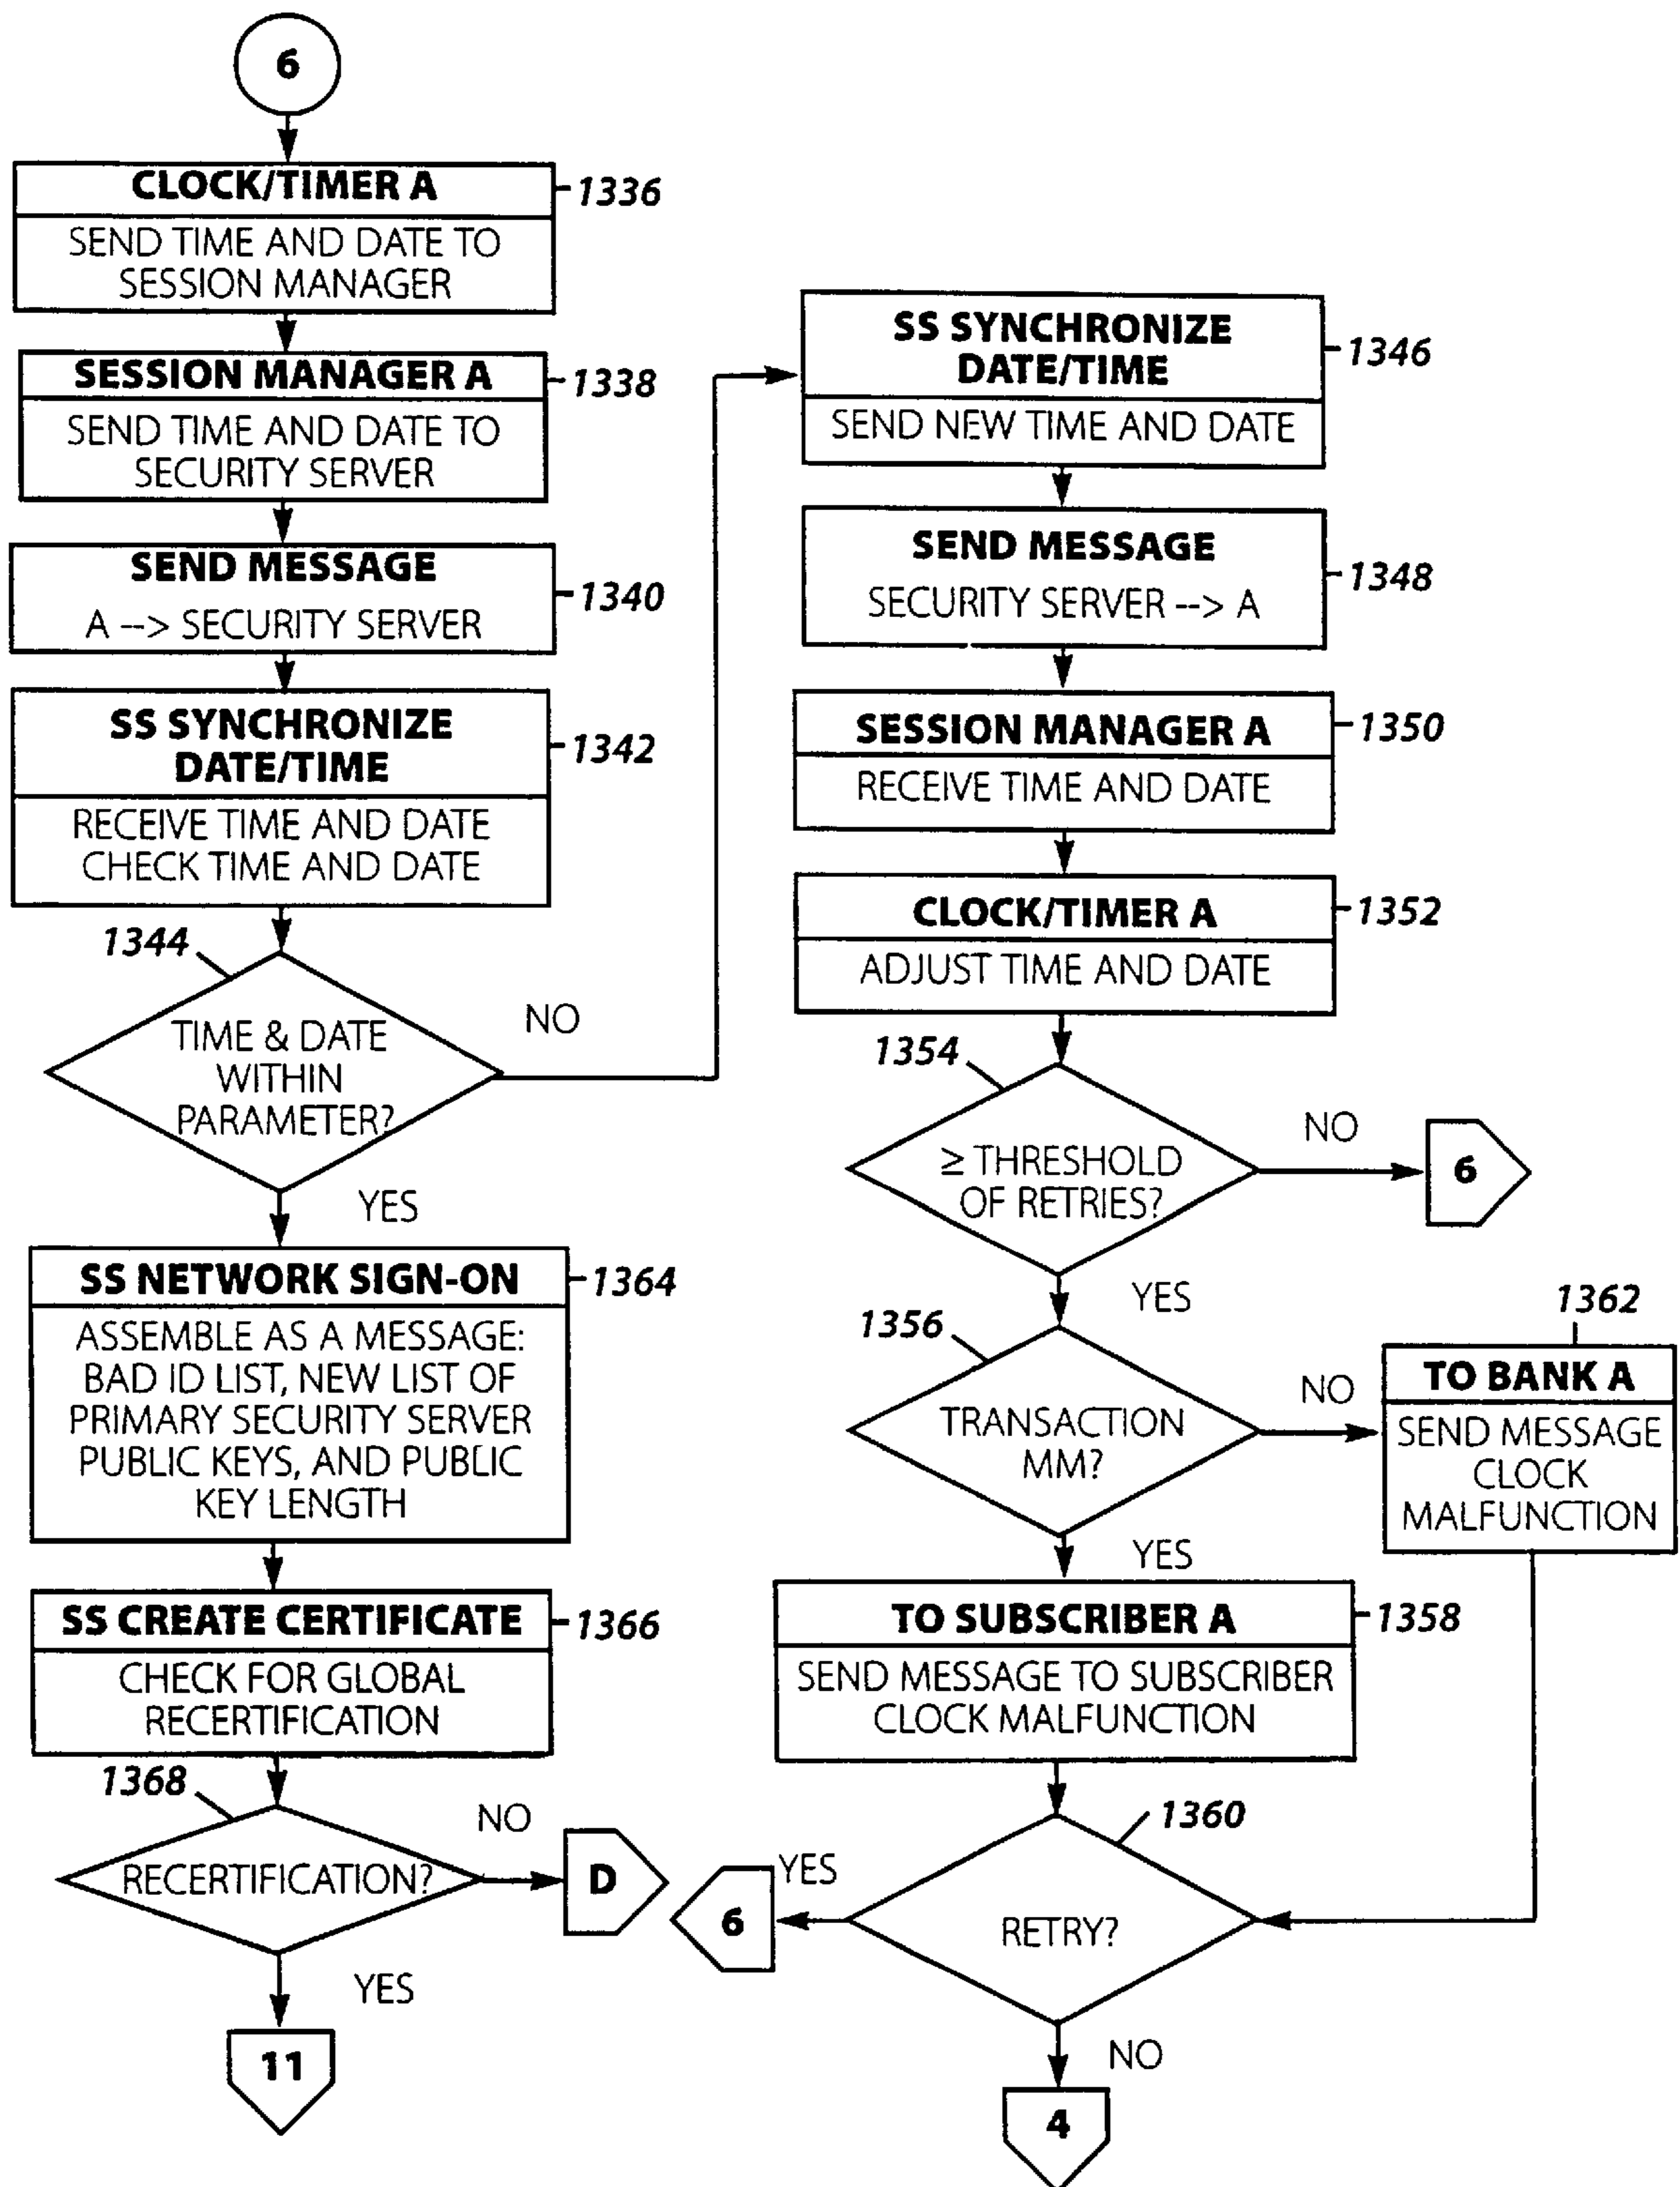 6
CLOCK/TIMER A
1336
SEND TIME AND DATE TO
SESSION MANAGER
SESSION MANAGER A
1338
SEND TIME AND DATE TO
SECURITY SERVER
SEND MESSAGE
1340
A --> SECURITY SERVER
SS SYNCHRONIZE
DATE/TIME
1342
RECEIVE TIME AND DATE
CHECK TIME AND DATE
1344
TIME & DATE
WITHIN
PARAMETER?
NO
YES
SS NETWORK SIGN-ON
1364
ASSEMBLE AS A MESSAGE:
BAD ID LIST, NEW LIST OF
PRIMARY SECURITY SERVER
PUBLIC KEYS, AND PUBLIC
KEY LENGTH
SS CREATE CERTIFICATE
1366
CHECK FOR GLOBAL
RECERTIFICATION
1368
RECERTIFICATION?
NO
D
YES
11
SS SYNCHRONIZE
DATE/TIME
1346
SEND NEW TIME AND DATE
SEND MESSAGE
1348
SECURITY SERVER --> A
SESSION MANAGER A
1350
RECEIVE TIME AND DATE
CLOCK/TIMER A
1352
ADJUST TIME AND DATE
1354
≥ THRESHOLD
OF RETRIES?
NO
6
YES
1356
TRANSACTION
MM?
NO
1362
TO BANK A
SEND MESSAGE
CLOCK
MALFUNCTION
YES
TO SUBSCRIBER A
1358
SEND MESSAGE TO SUBSCRIBER
CLOCK MALFUNCTION
1360
RETRY?
YES
6
NO
4